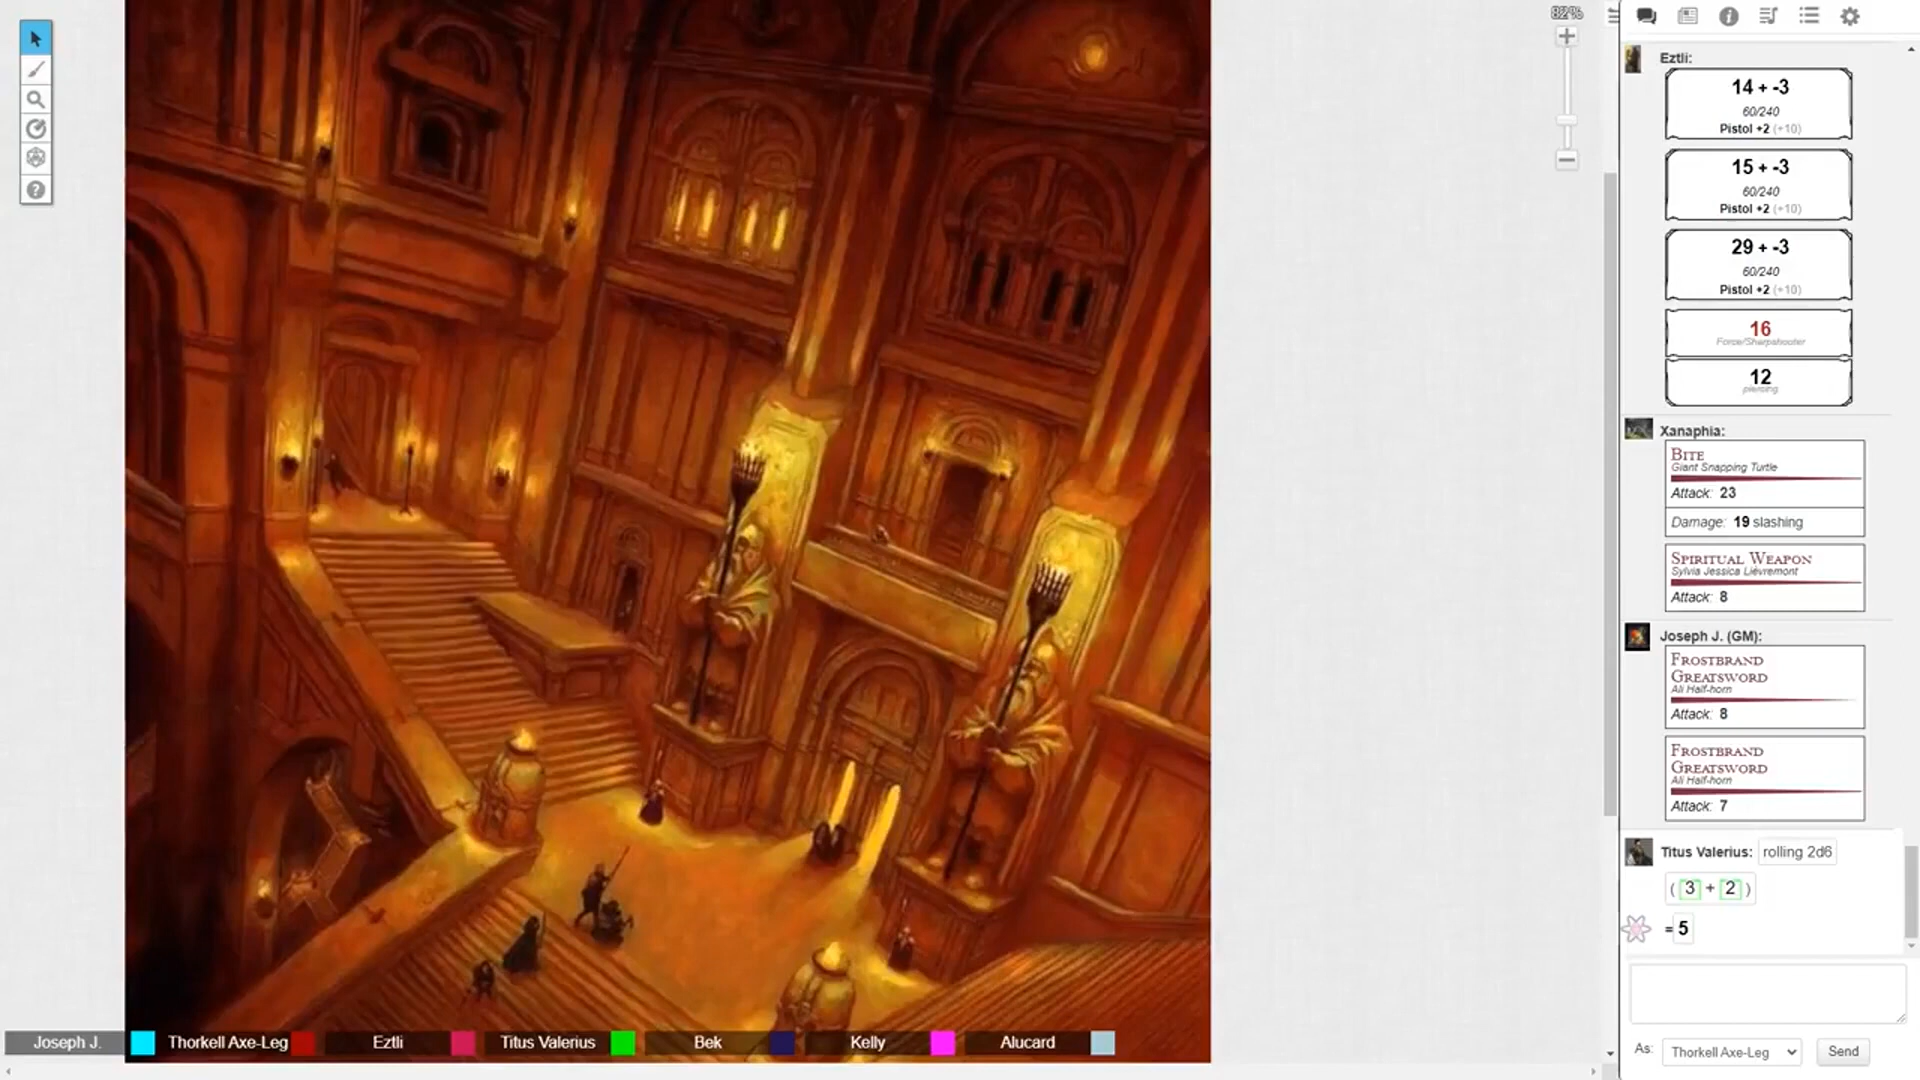 82%
Eztli:
14 + -3
60/240
Pistol +2 (+10)
15 + -3
60/240
Pistol +2 (+10)
29 + -3
60/240
Pistol +2 (+10)
16
Force/Sharpshooter
12
piercing
Xanaphia:
BITE
Giant Snapping Turtle
Attack: 23
Damage: 19 slashing
SPIRITUAL WEAPON
Sylvia Jessica Lièvremont
Attack: 8
Joseph J. (GM):
FROSTBRAND
GREATSWORD
Ali Half-horn
Attack: 8
FROSTBRAND
GREATSWORD
Ali Half-horn
Attack: 7
Titus Valerius: rolling 2d6
( 3 + 2 )
= 5
As: Thorkell Axe-Leg Send
Joseph J. Thorkell Axe-Leg Eztli Titus Valerius Bek Kelly Alucard